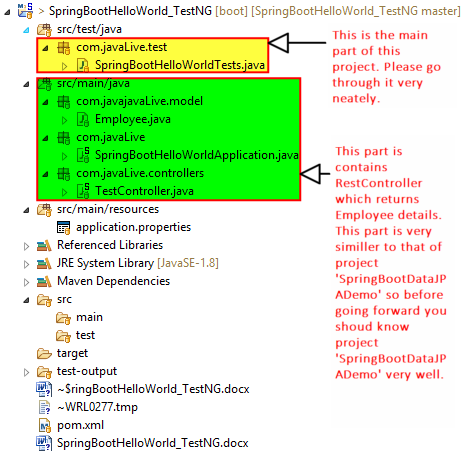 SpringBootHelloWorld_TestNG [boot] [SpringBootHelloWorld_TestNG master]
src/test/java
com.javaLive.test
SpringBootHelloWorldTests.java
src/main/java
com.javajavaLive.model
Employee.java
com.javaLive
SpringBootHelloWorldApplication.java
com.javaLive.controllers
TestController.java
src/main/resources
application.properties
Referenced Libraries
JRE System Library [JavaSE-1.8]
Maven Dependencies
src
main
test
target
test-output
~$ringBootHelloWorld_TestNG.docx
~WRL0277.tmp
pom.xml
SpringBootHelloWorld_TestNG.docx
This is the main
part of this
project. Please go
through it very
neately.
This part is
contains
RestController
which returns
Employee details.
This part is very
similler to that of
project
'SpringBootDataJP
ADemo' so before
going forward you
shoud know
project
'SpringBootDataJP
ADemo' very well.